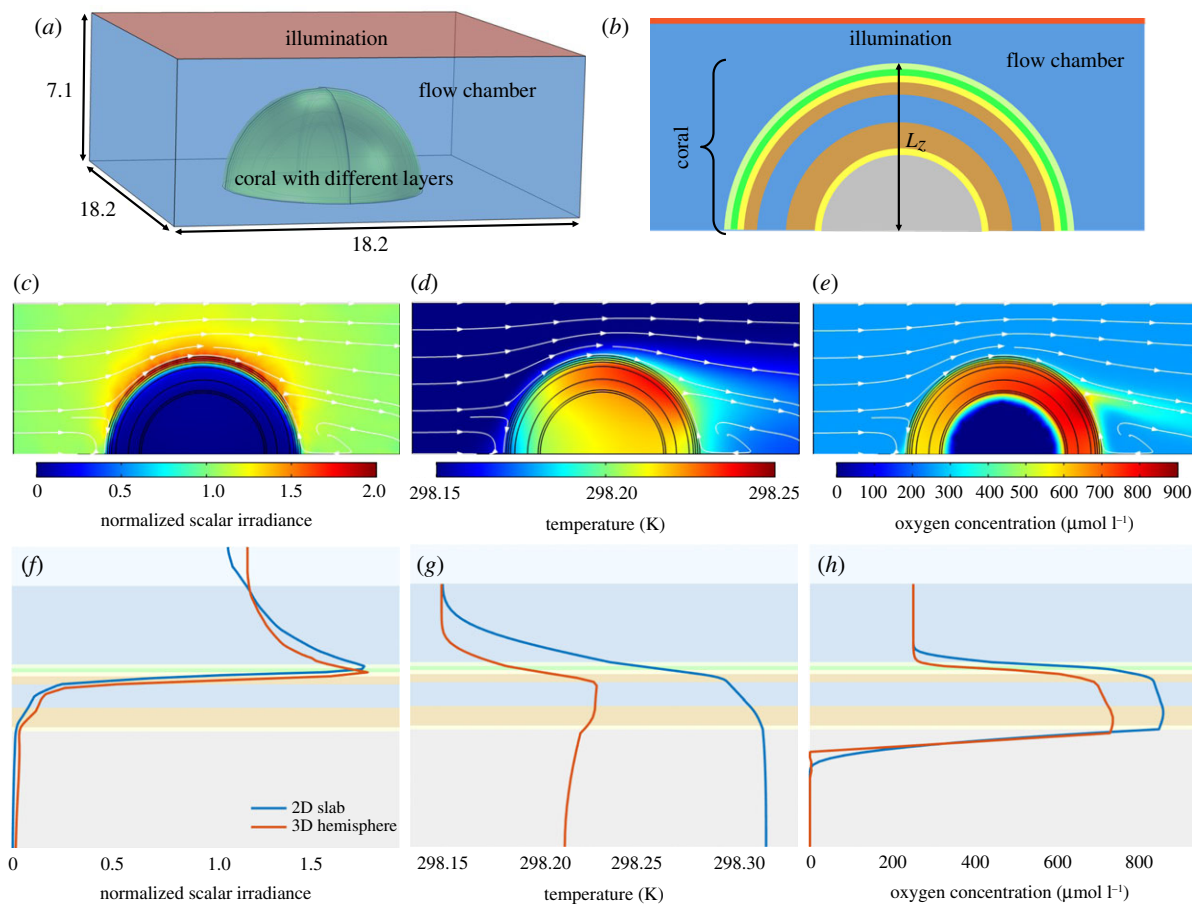 (a)
illumination
7.1
flow chamber
coral with different layers
18.2
18.2
(b)
illumination
flow chamber
coral
L_Z
(c)
0 0.5 1.0 1.5 2.0
normalized scalar irradiance
(d)
298.15 298.20 298.25
temperature (K)
(e)
0 100 200 300 400 500 600 700 800 900
oxygen concentration (µmol l⁻¹)
(f)
2D slab
3D hemisphere
0 0.5 1.0 1.5
normalized scalar irradiance
(g)
298.15 298.20 298.25 298.30
temperature (K)
(h)
0 200 400 600 800
oxygen concentration (µmol l⁻¹)